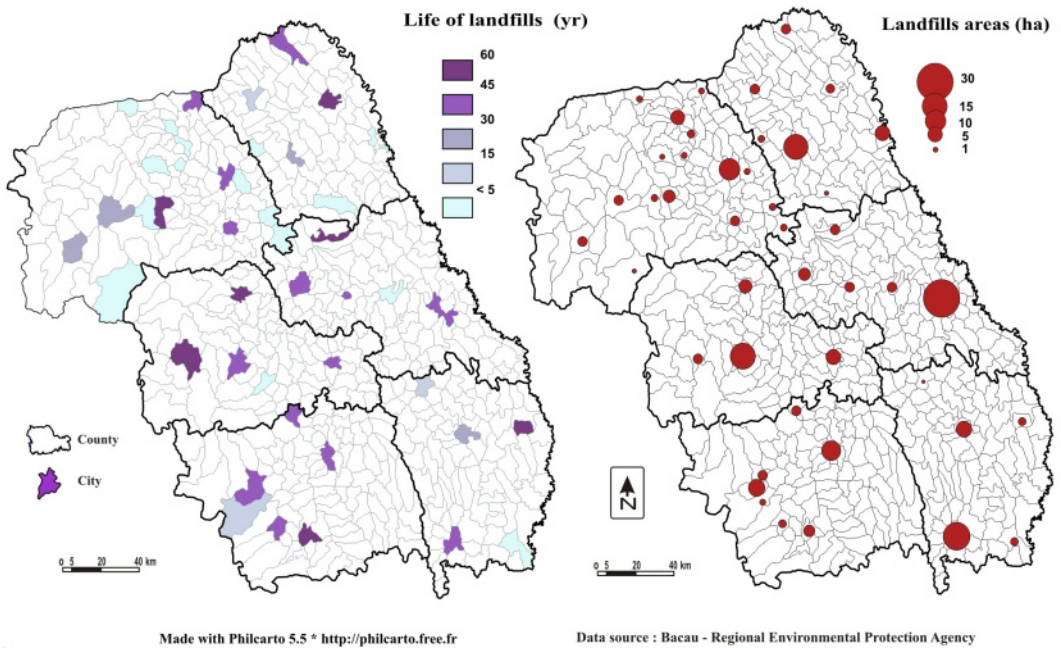 Life of landfills (yr)
60
45
30
15
< 5
County
City
o 5 20 40 km
Made with Philcarto 5.5 * http://philcarto.free.fr
Landfills areas (ha)
30
15
10
5
1
N
o 5 20 40 km
Data source : Bacau - Regional Environmental Protection Agency